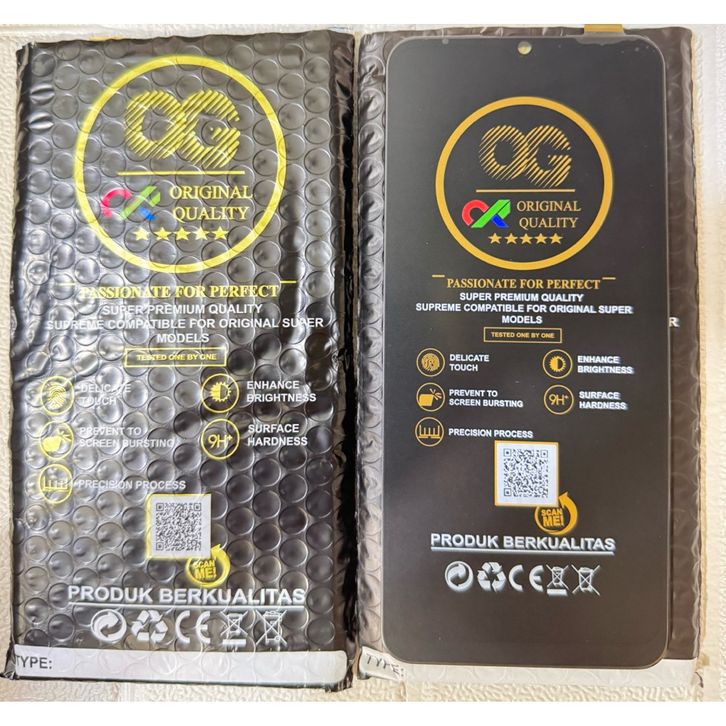 OG
ORIGINAL
QUALITY
PASSIONATE FOR PERFECT
SUPER PREMIUM QUALITY
SUPREME COMPATIBLE FOR ORIGINAL SUPER
MODELS
TESTED ONE BY ONE
DELICATE
TOUCH
ENHANCE
BRIGHTNESS
PREVENT TO
SCREEN BURSTING
9H+
SURFACE
HARDNESS
PRECISION PROCESS
SCAN
ME!
PRODUK BERKUALITAS
CE
TYPE:
OG
ORIGINAL
QUALITY
PASSIONATE FOR PERFECT
SUPER PREMIUM QUALITY
SUPREME COMPATIBLE FOR ORIGINAL SUPER
MODELS
R
TESTED ONE BY ONE
DELICATE
TOUCH
ENHANCE
BRIGHTNESS
PREVENT TO
SCREEN BURSTING
9H+
SURFACE
HARDNESS
PRECISION PROCESS
SCAN
ME!
PRODUK BERKUALITAS
CE
TYPE: